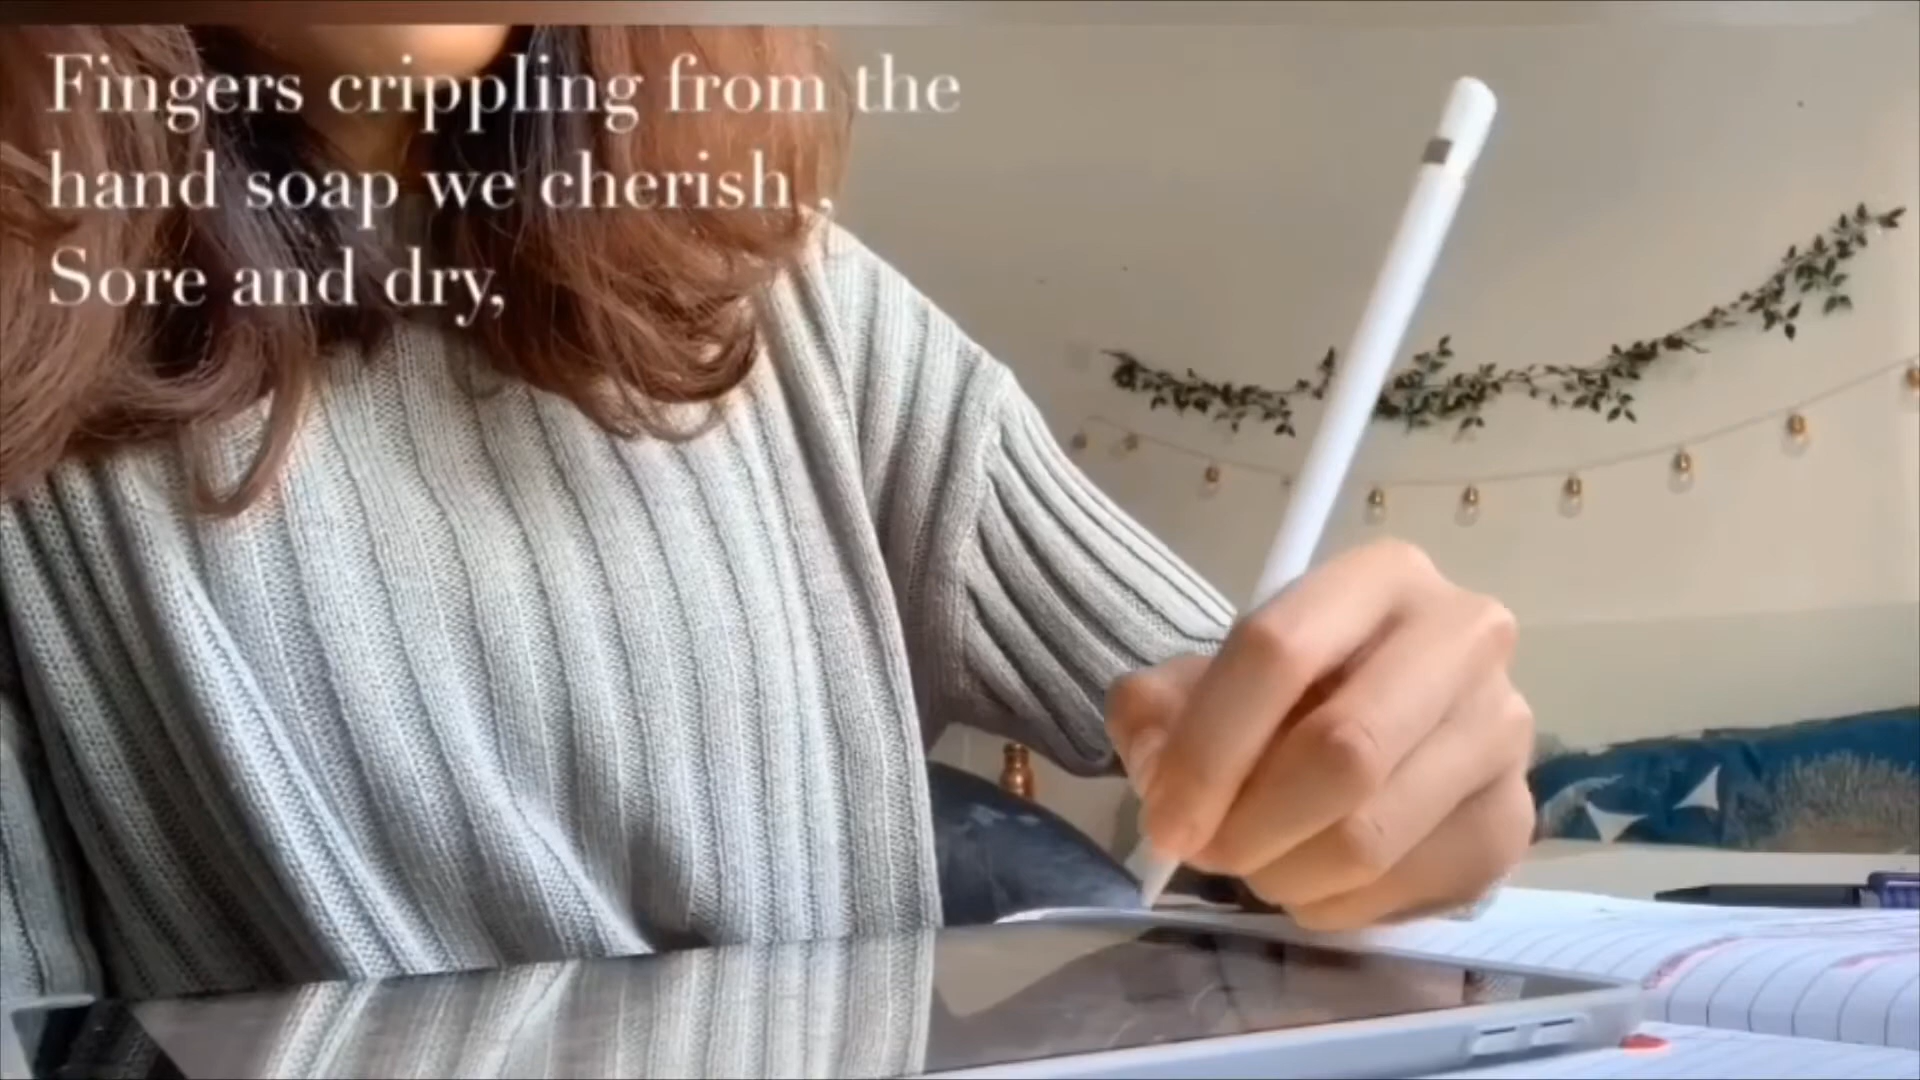 Fingers crippling from the
hand soap we cherish ,
Sore and dry,